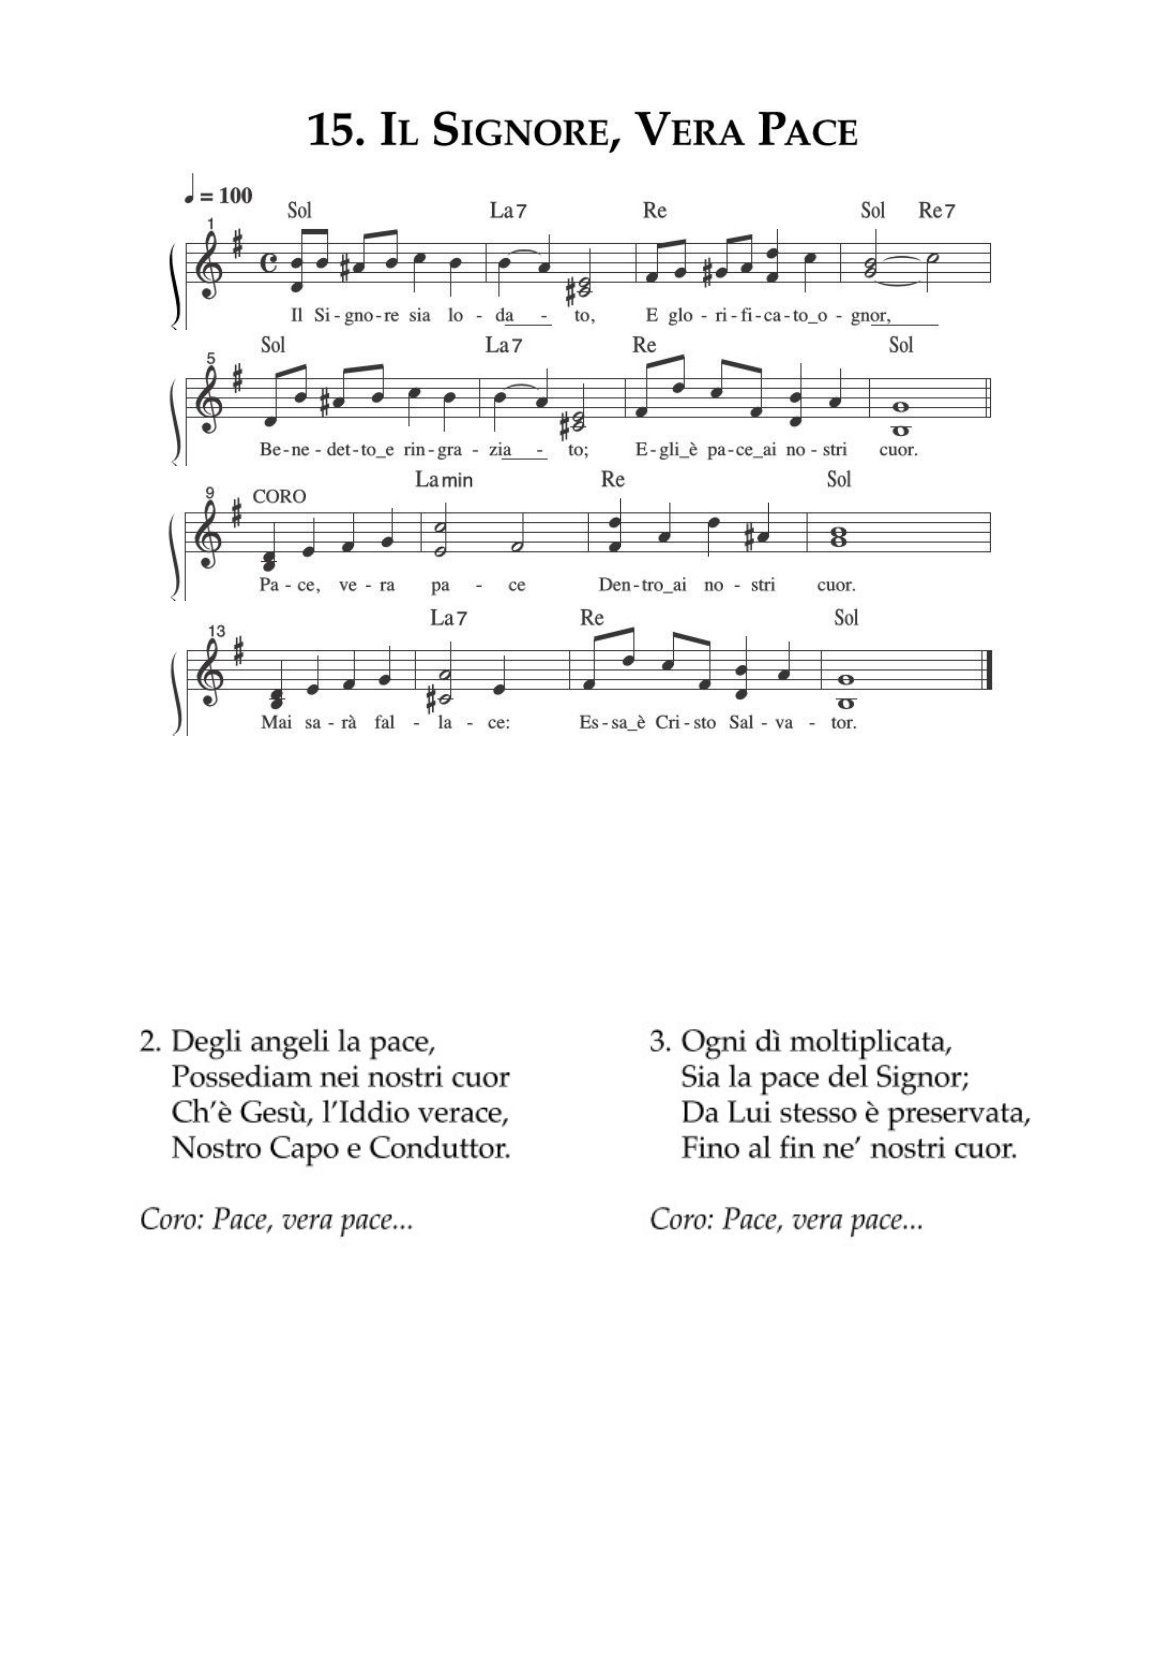 15. Il Signore, Vera Pace
= 100
Sol La7 Re Sol Re7
1
Il Si - gno - re sia lo - da____ - to, E glo - ri - fi - ca - to_o - gnor,______
Sol La7 Re Sol
5
Be - ne - det - to_e rin - gra - zia____ - to; E - gli_è pa - ce_ai no - stri cuor.
La min Re Sol
9 CORO
Pa - ce, ve - ra pa - ce Den - tro_ai no - stri cuor.
La7 Re Sol
13
Mai sa - rà fal - la - ce: Es - sa_è Cri - sto Sal - va - tor.
2. Degli angeli la pace,
Possediam nei nostri cuor
Ch'è Gesù, l'Iddio verace,
Nostro Capo e Conduttor.
Coro: Pace, vera pace...
3. Ogni dì moltiplicata,
Sia la pace del Signor;
Da Lui stesso è preservata,
Fino al fin ne' nostri cuor.
Coro: Pace, vera pace...